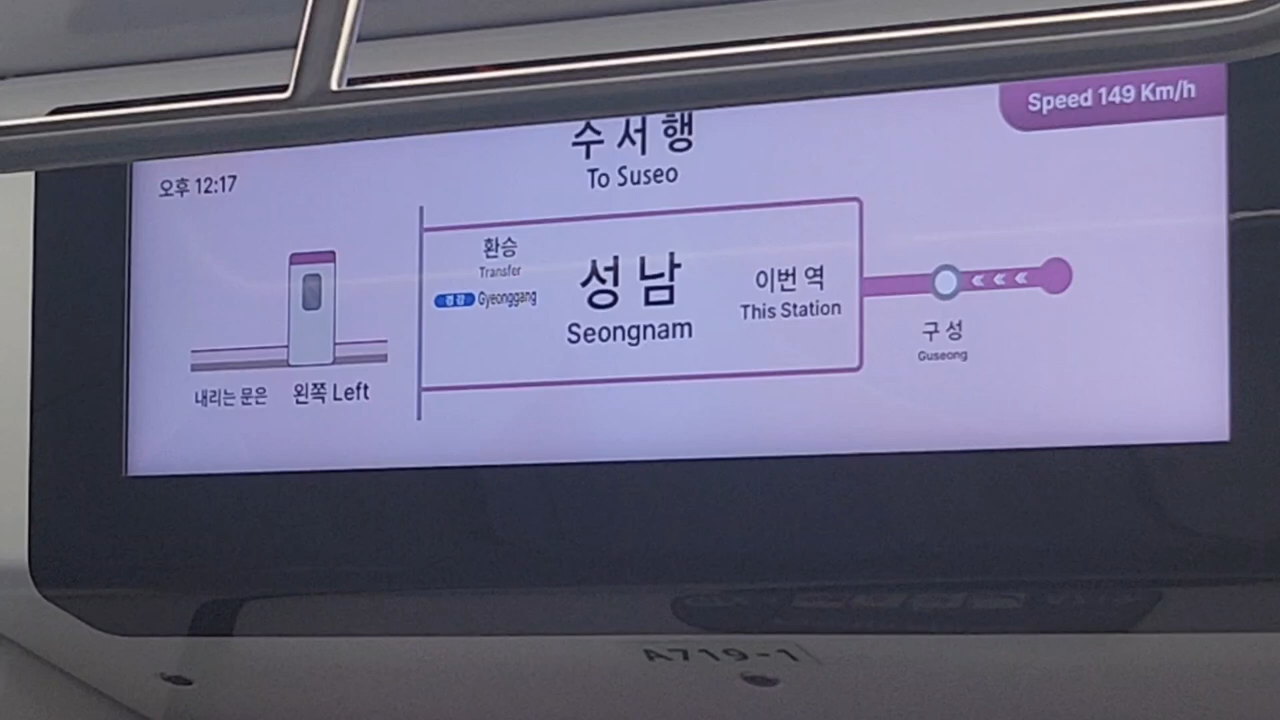 Speed 149 Km/h
수서행
To Suseo
오후 12:17
환승
Transfer
경강 Gyeonggang
성남
Seongnam
이번 역
This Station
구성
Guseong
내리는 문은 왼쪽 Left
A719-1